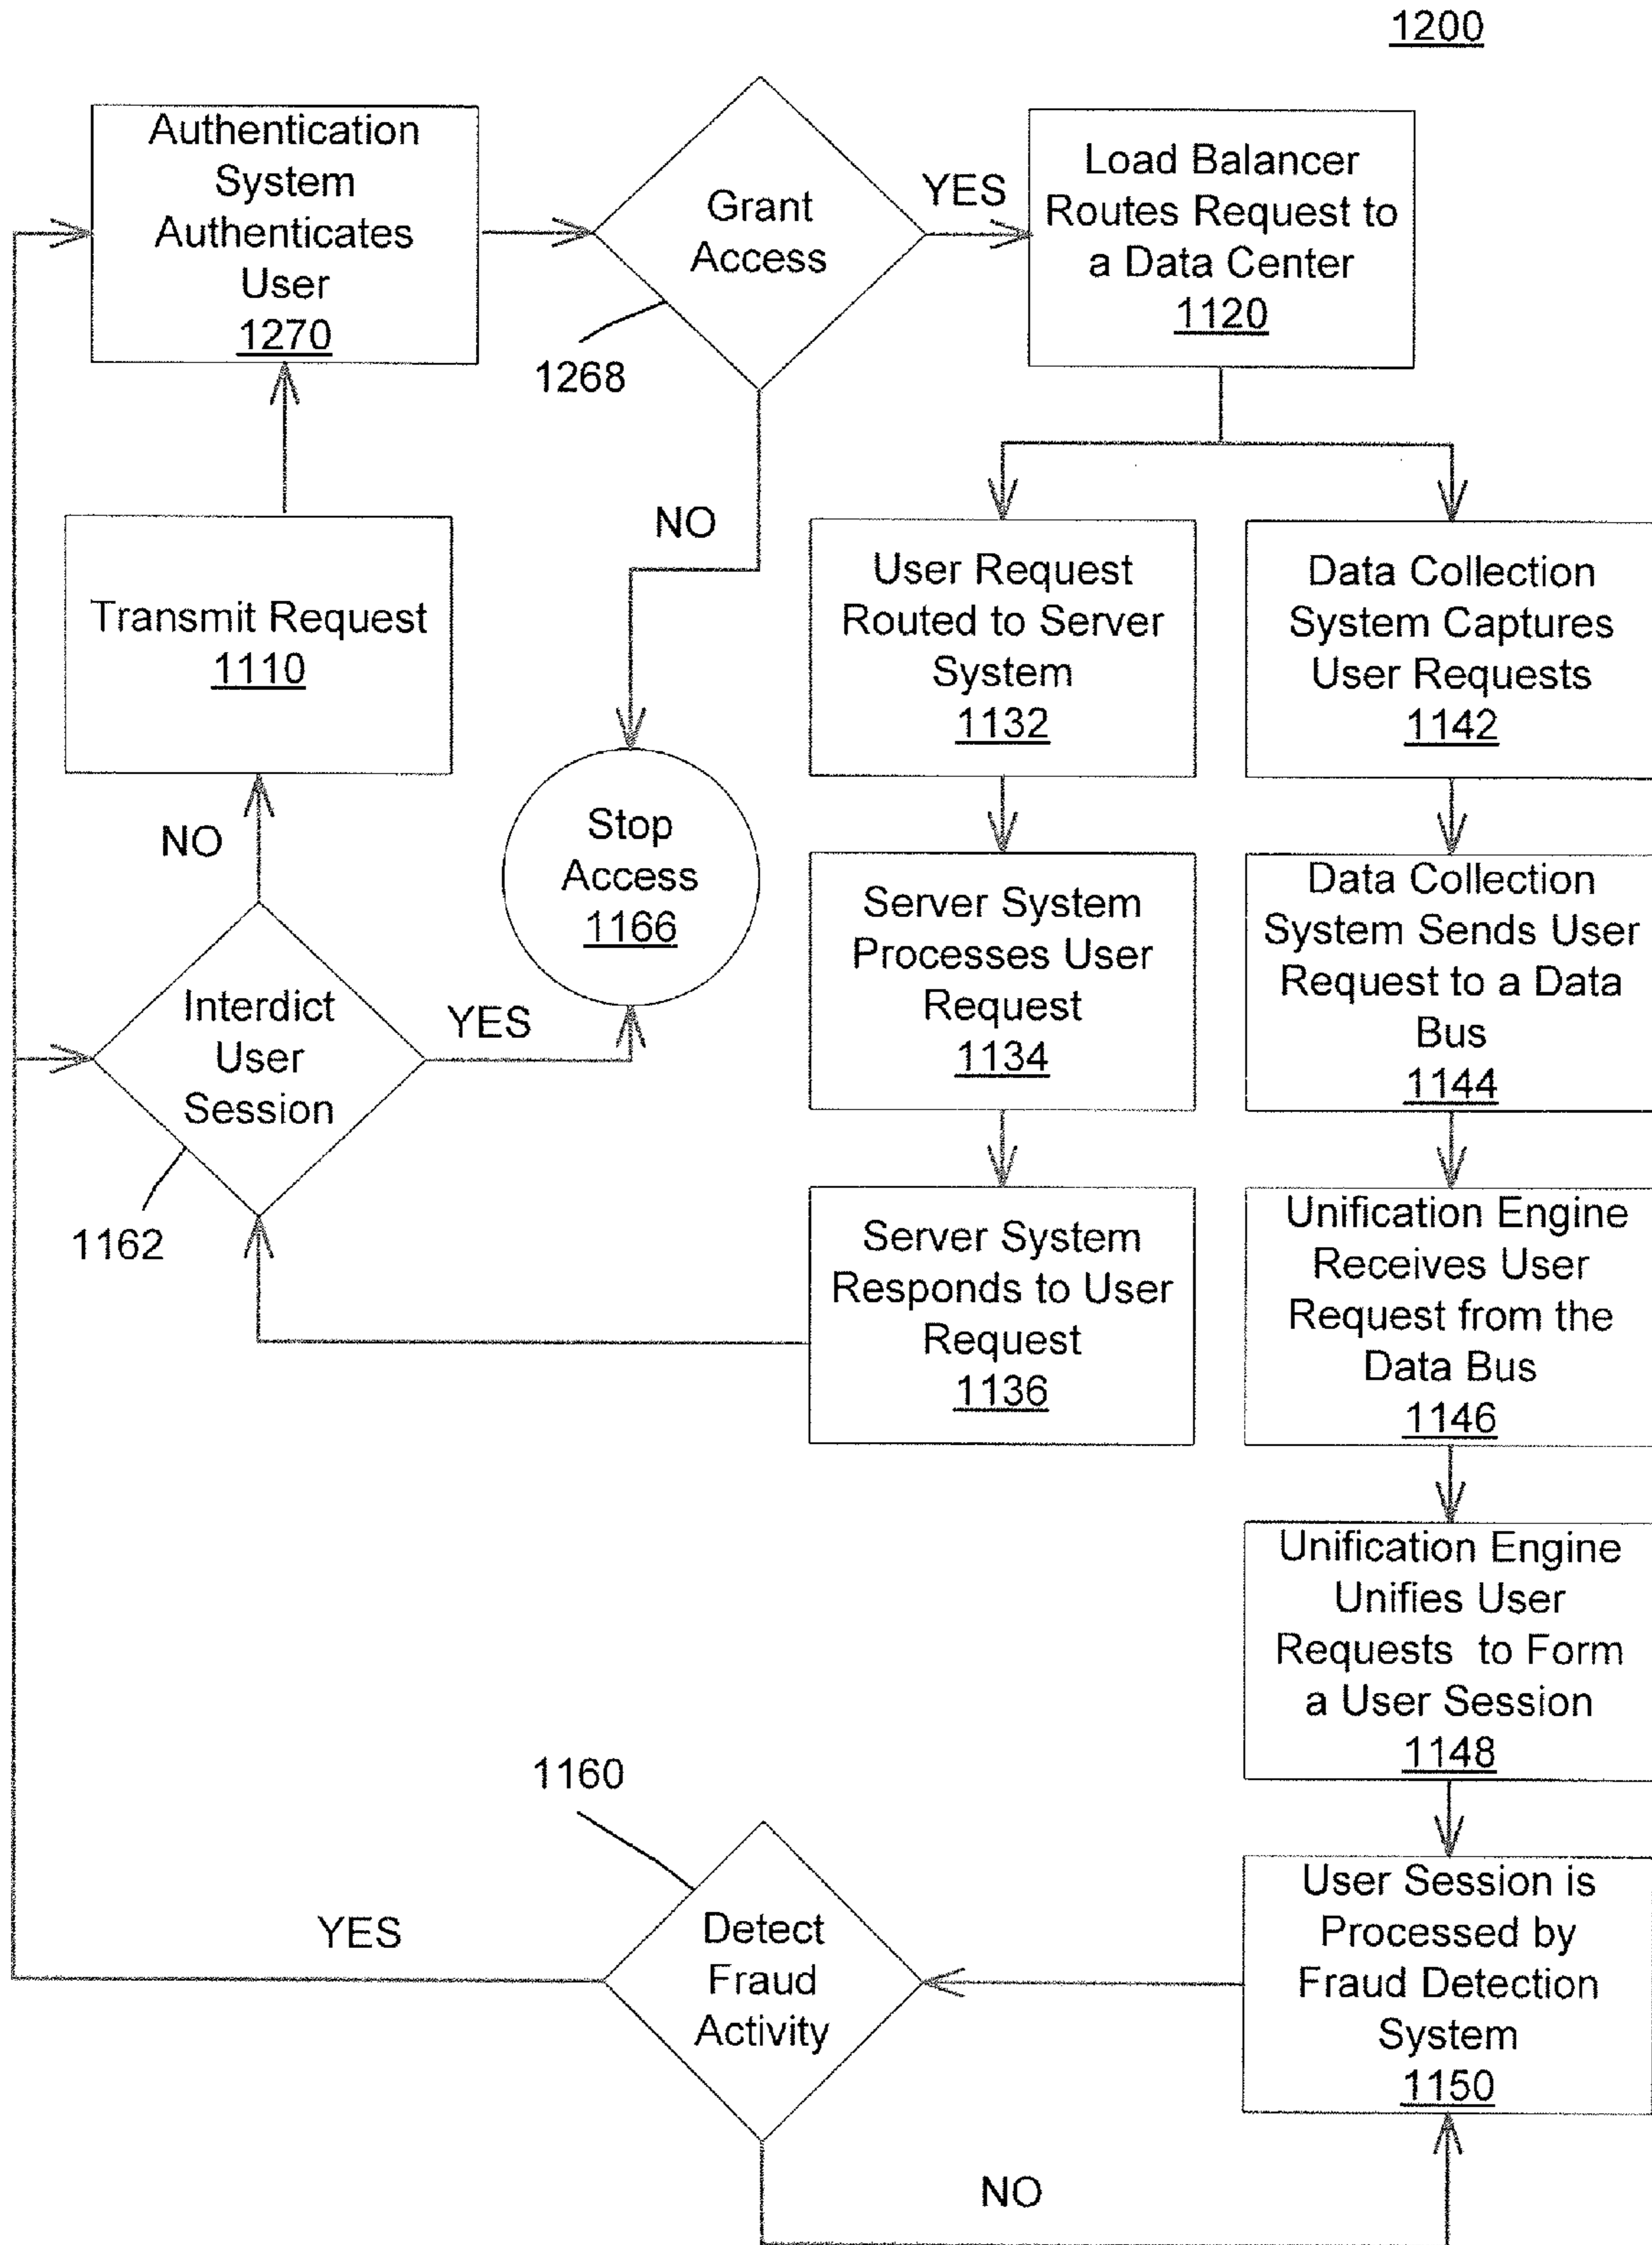 1200
Authentication
System
Authenticates
User
1270
Grant
Access
1268
YES
Load Balancer
Routes Request to
a Data Center
1120
NO
Transmit Request
1110
User Request
Routed to Server
System
1132
Data Collection
System Captures
User Requests
1142
NO
Stop
Access
1166
Server System
Processes User
Request
1134
Data Collection
System Sends User
Request to a Data
Bus
1144
Interdict
User
Session
YES
1162
Server System
Responds to User
Request
1136
Unification Engine
Receives User
Request from the
Data Bus
1146
Unification Engine
Unifies User
Requests to Form
a User Session
1148
1160
YES
Detect
Fraud
Activity
User Session is
Processed by
Fraud Detection
System
1150
NO